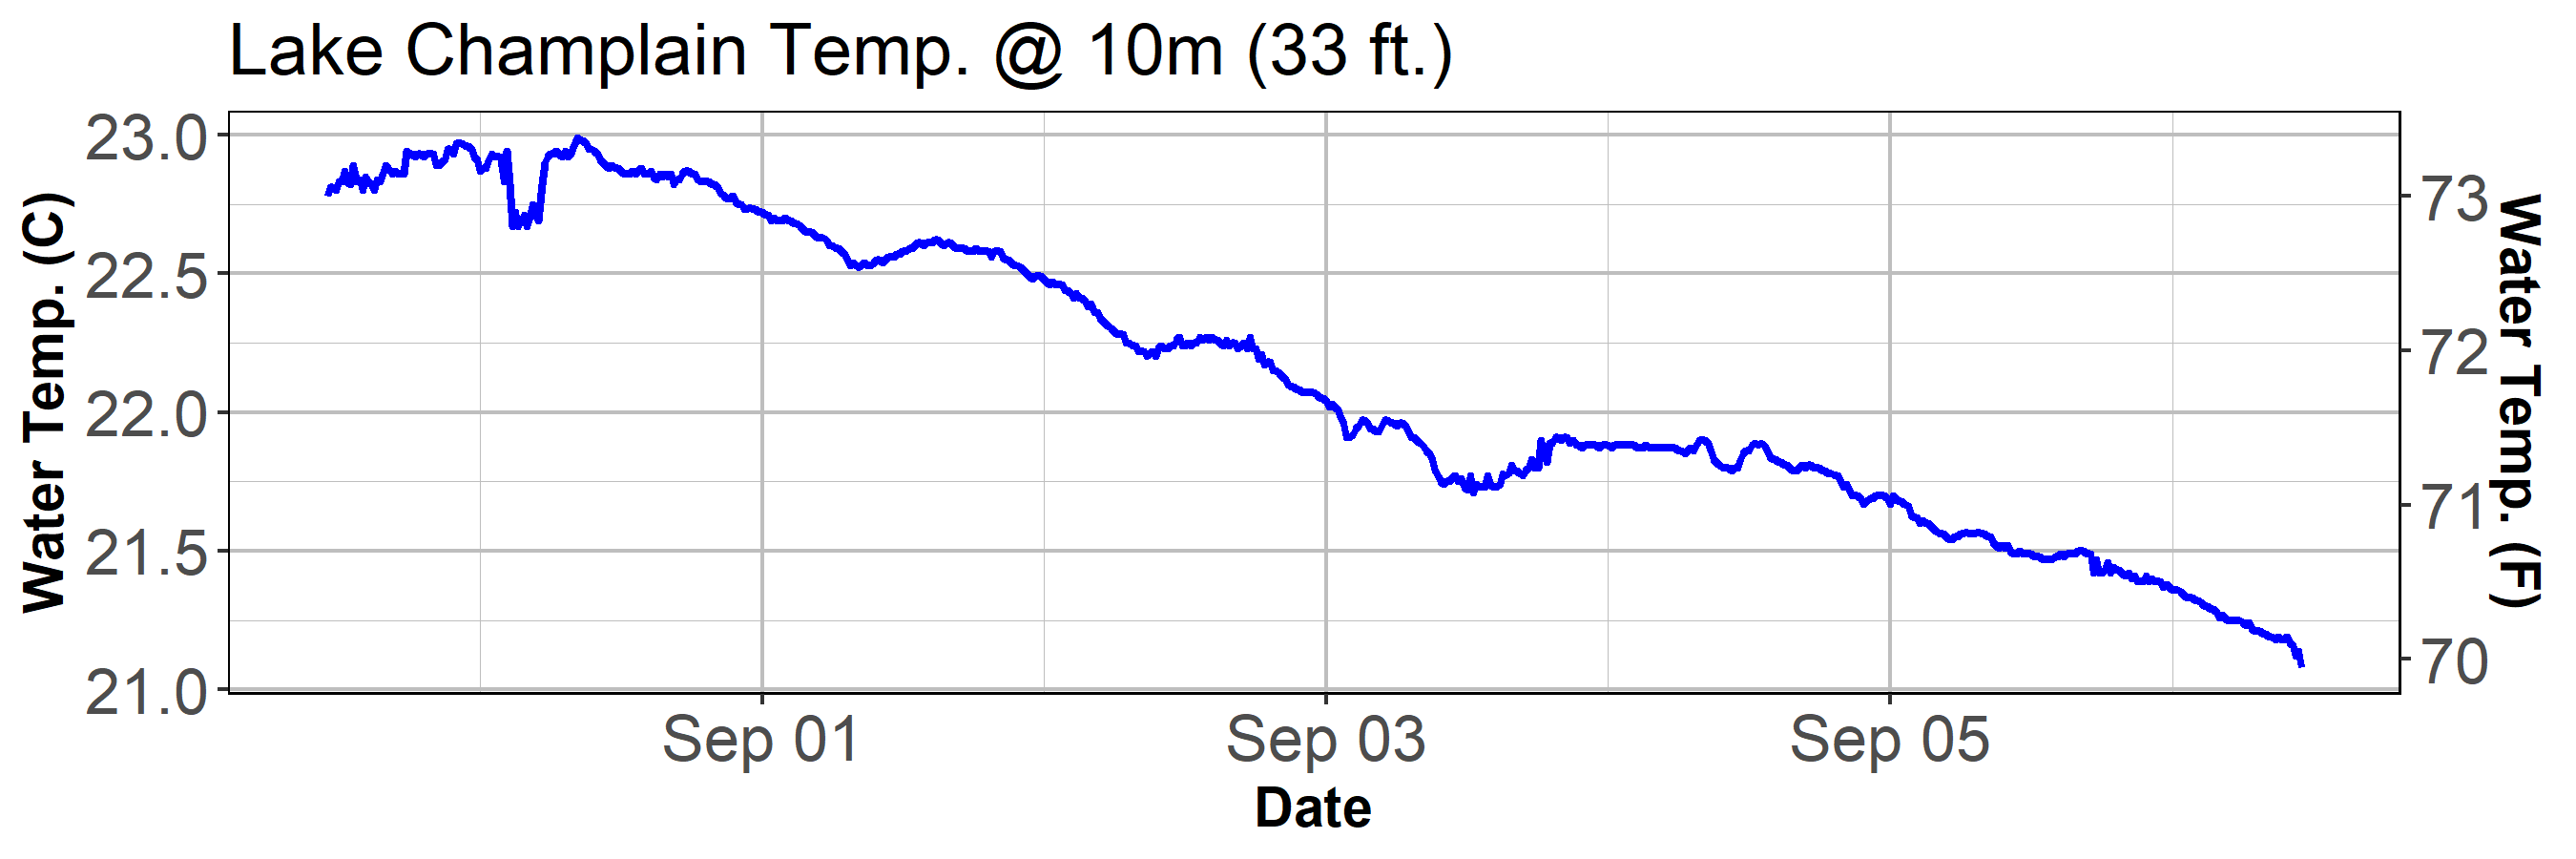 Lake Champlain Temp. @ 10m (33 ft.)
Water Temp. (C)
23.0
22.5
22.0
21.5
21.0
73
72
71
70
Water Temp. (F)
Sep 01 Sep 03 Sep 05
Date